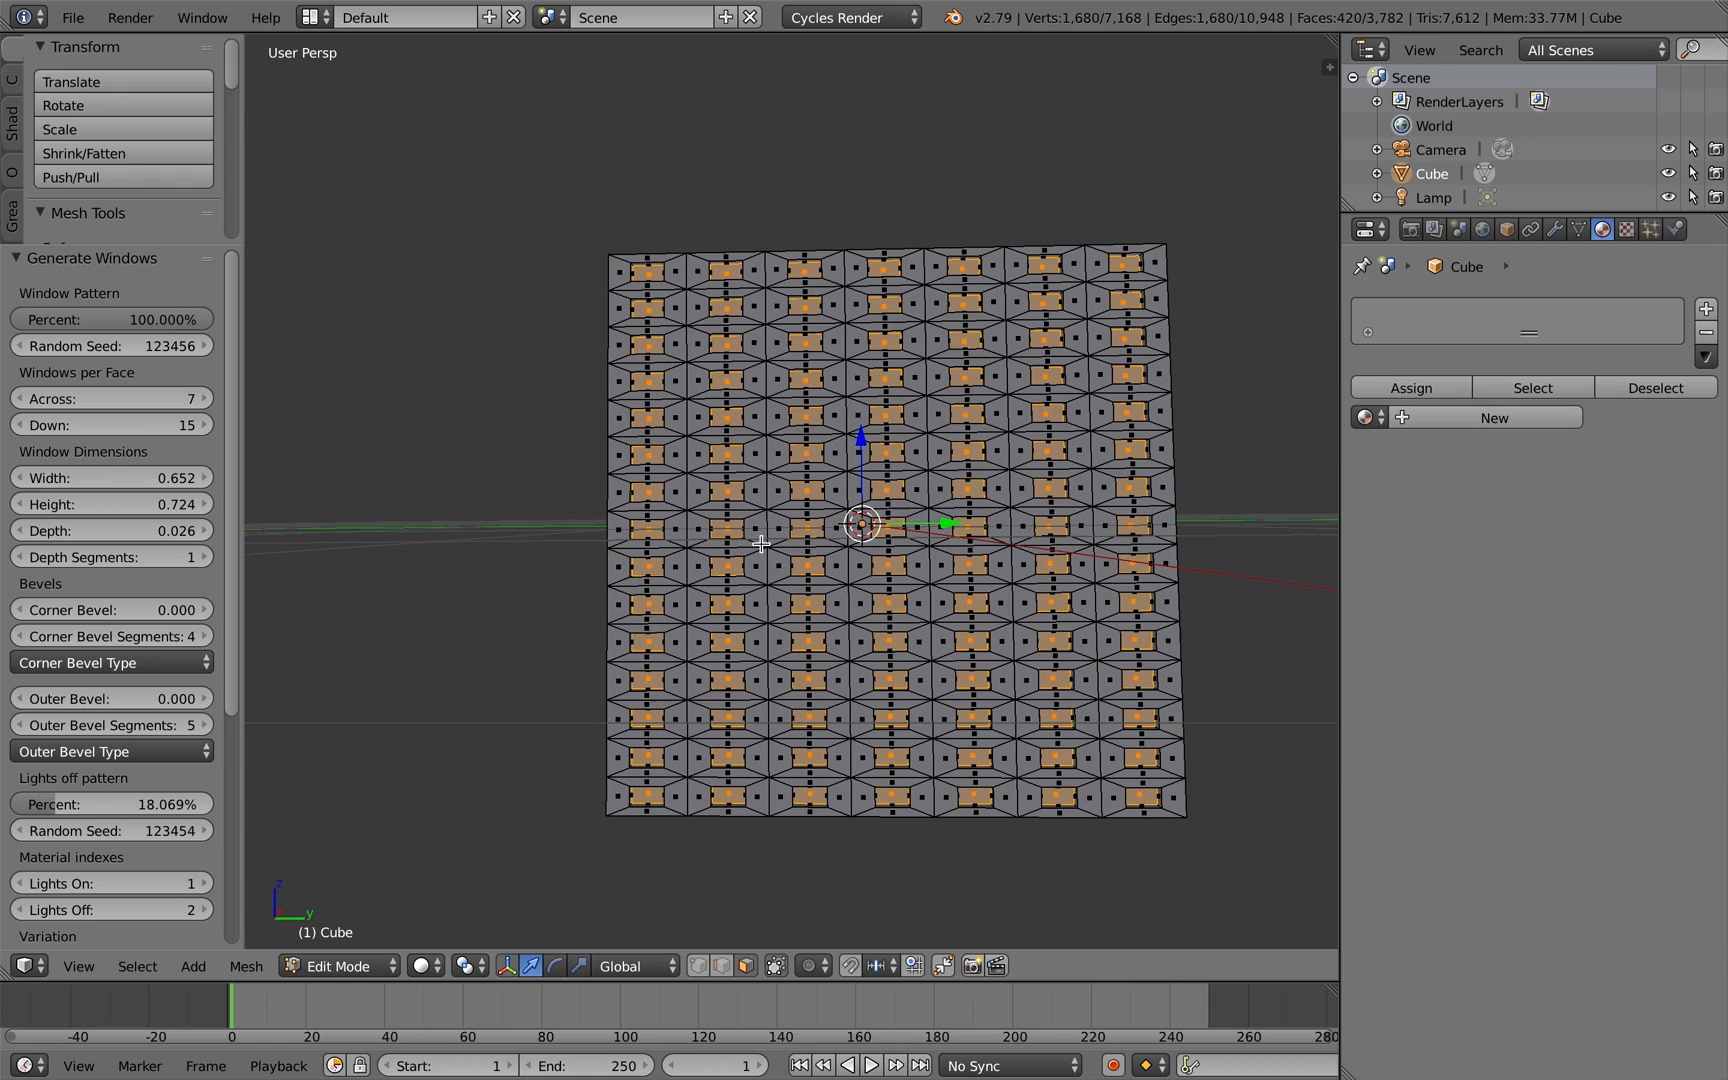 File Render Window Help Default Scene Cycles Render v2.79 | Verts:1,680/7,168 | Edges:1,680/10,948 | Faces:420/3,782 | Tris:7,612 | Mem:33.77M | Cube
Transform
Translate
Rotate
Scale
Shrink/Fatten
Push/Pull
Mesh Tools
C
Shad
O
Grea
Generate Windows
Window Pattern
Percent: 100.000%
Random Seed: 123456
Windows per Face
Across: 7
Down: 15
Window Dimensions
Width: 0.652
Height: 0.724
Depth: 0.026
Depth Segments: 1
Bevels
Corner Bevel: 0.000
Corner Bevel Segments: 4
Corner Bevel Type
Outer Bevel: 0.000
Outer Bevel Segments: 5
Outer Bevel Type
Lights off pattern
Percent: 18.069%
Random Seed: 123454
Material indexes
Lights On: 1
Lights Off: 2
Variation
User Persp
z
y
(1) Cube
View Search All Scenes
Scene
RenderLayers |
World
Camera |
Cube |
Lamp |
Cube
Assign Select Deselect
New
View Select Add Mesh Edit Mode Global
-40 -20 0 20 40 60 80 100 120 140 160 180 200 220 240 260 280
View Marker Frame Playback Start: 1 End: 250 1 No Sync